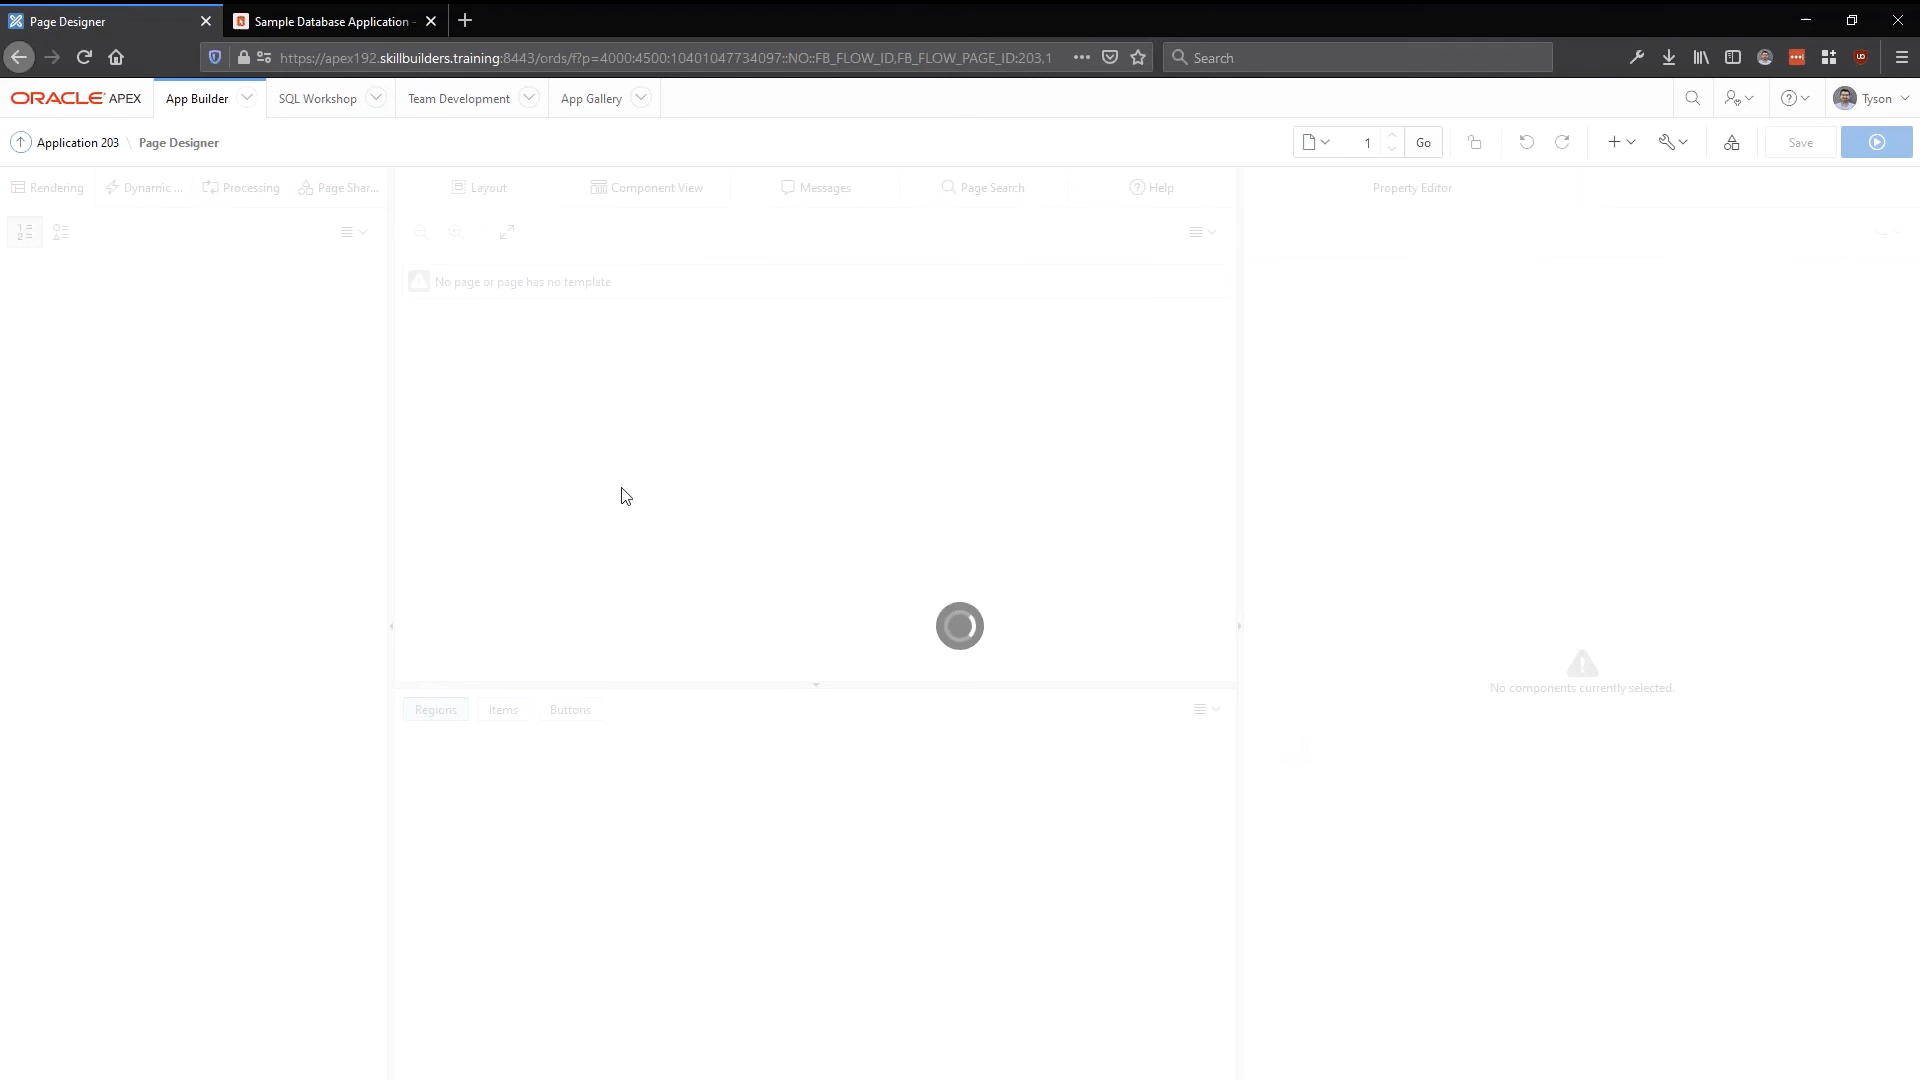 Page Designer
Sample Database Application -
https://apex192.skillbuilders.training:8443/ords/f?p=4000:4500:10401047734097::NO::FB_FLOW_ID,FB_FLOW_PAGE_ID:203,1
Search
ORACLE APEX
App Builder
SQL Workshop
Team Development
App Gallery
Tyson
Application 203 \ Page Designer
1
Go
Save
Rendering
Dynamic ...
Processing
Page Shar...
Layout
Component View
Messages
Page Search
Help
Property Editor
No page or page has no template
No components currently selected.
Regions
Items
Buttons